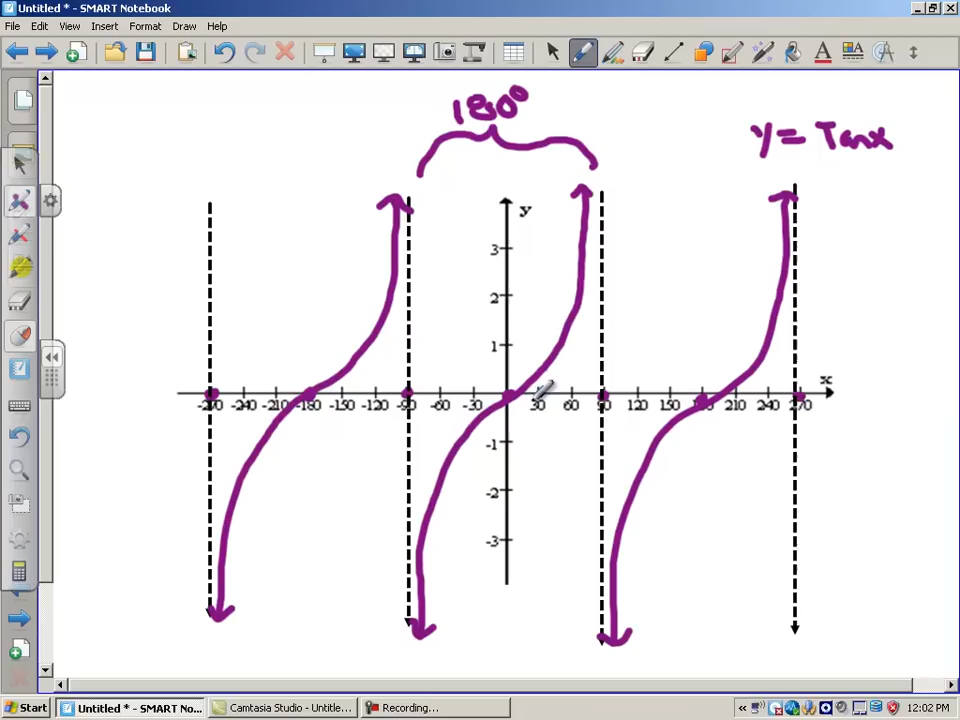 Untitled * - SMART Notebook
File Edit View Insert Format Draw Help
180°
y = Tanx
y
3
2
1
x
-270 -240 -210 -180 -150 -120 -90 -60 -30 30 60 90 120 150 180 210 240 270
-1
-2
-3
Start Untitled * - SMART No... Camtasia Studio - Untitle... Recording... « 12:02 PM